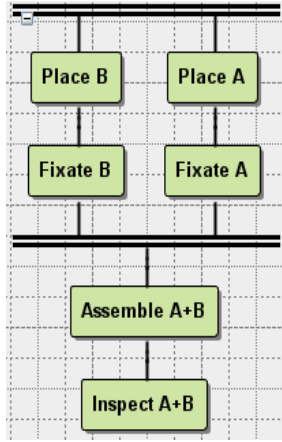 Place B
Place A
Fixate B
Fixate A
Assemble A+B
Inspect A+B